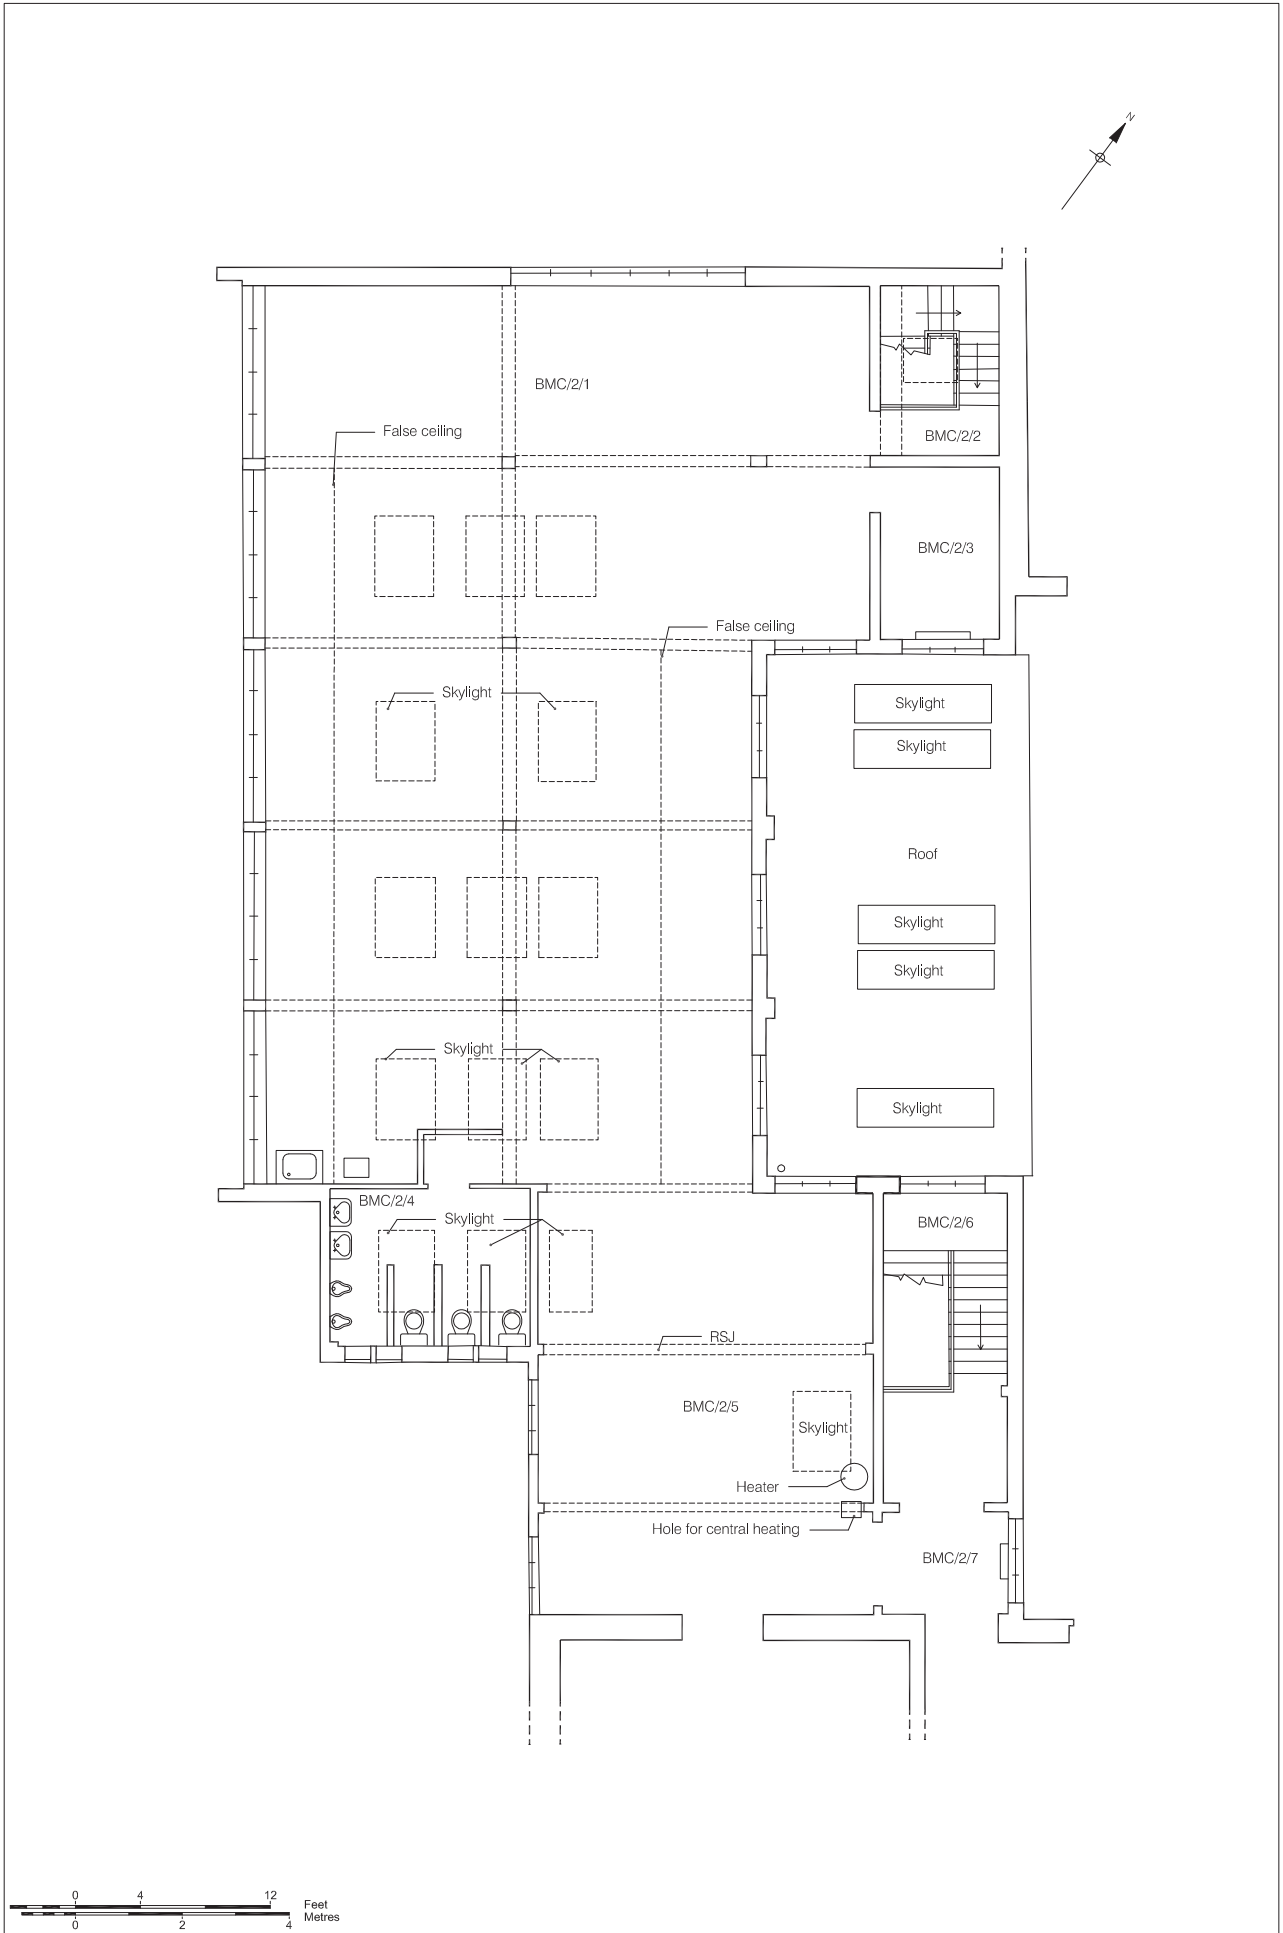 N
BMC/2/1
False ceiling
BMC/2/2
BMC/2/3
False ceiling
Skylight
Skylight
Skylight
Roof
Skylight
Skylight
Skylight
Skylight
BMC/2/4
Skylight
BMC/2/6
RSJ
BMC/2/5
Skylight
Heater
Hole for central heating
BMC/2/7
0 4 12 Feet
Metres
0 2 4